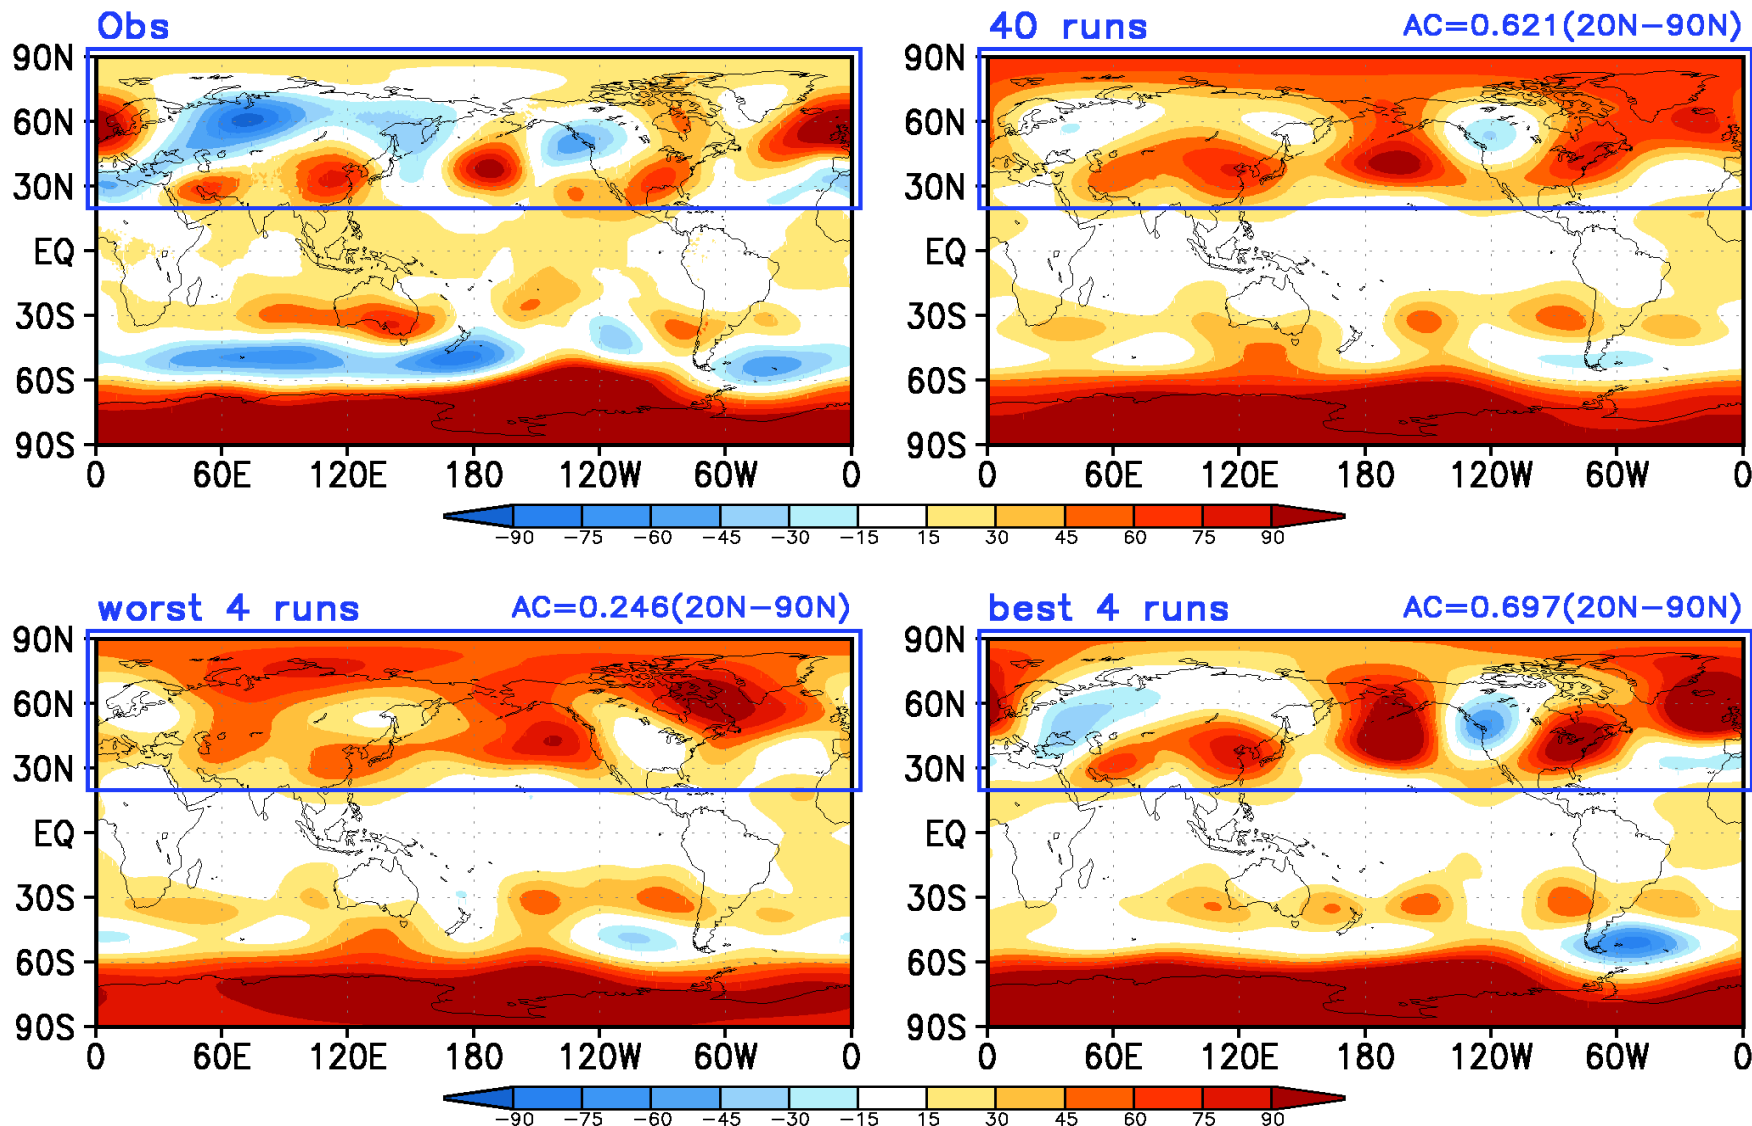 Obs
40 runs AC=0.621(20N−90N)
90N 90N
60N 60N
30N 30N
EQ EQ
30S 30S
60S 60S
90S 90S
0 60E 120E 180 120W 60W 0 0 60E 120E 180 120W 60W 0
−90 −75 −60 −45 −30 −15 15 30 45 60 75 90
worst 4 runs AC=0.246(20N−90N)
best 4 runs AC=0.697(20N−90N)
90N 90N
60N 60N
30N 30N
EQ EQ
30S 30S
60S 60S
90S 90S
0 60E 120E 180 120W 60W 0 0 60E 120E 180 120W 60W 0
−90 −75 −60 −45 −30 −15 15 30 45 60 75 90